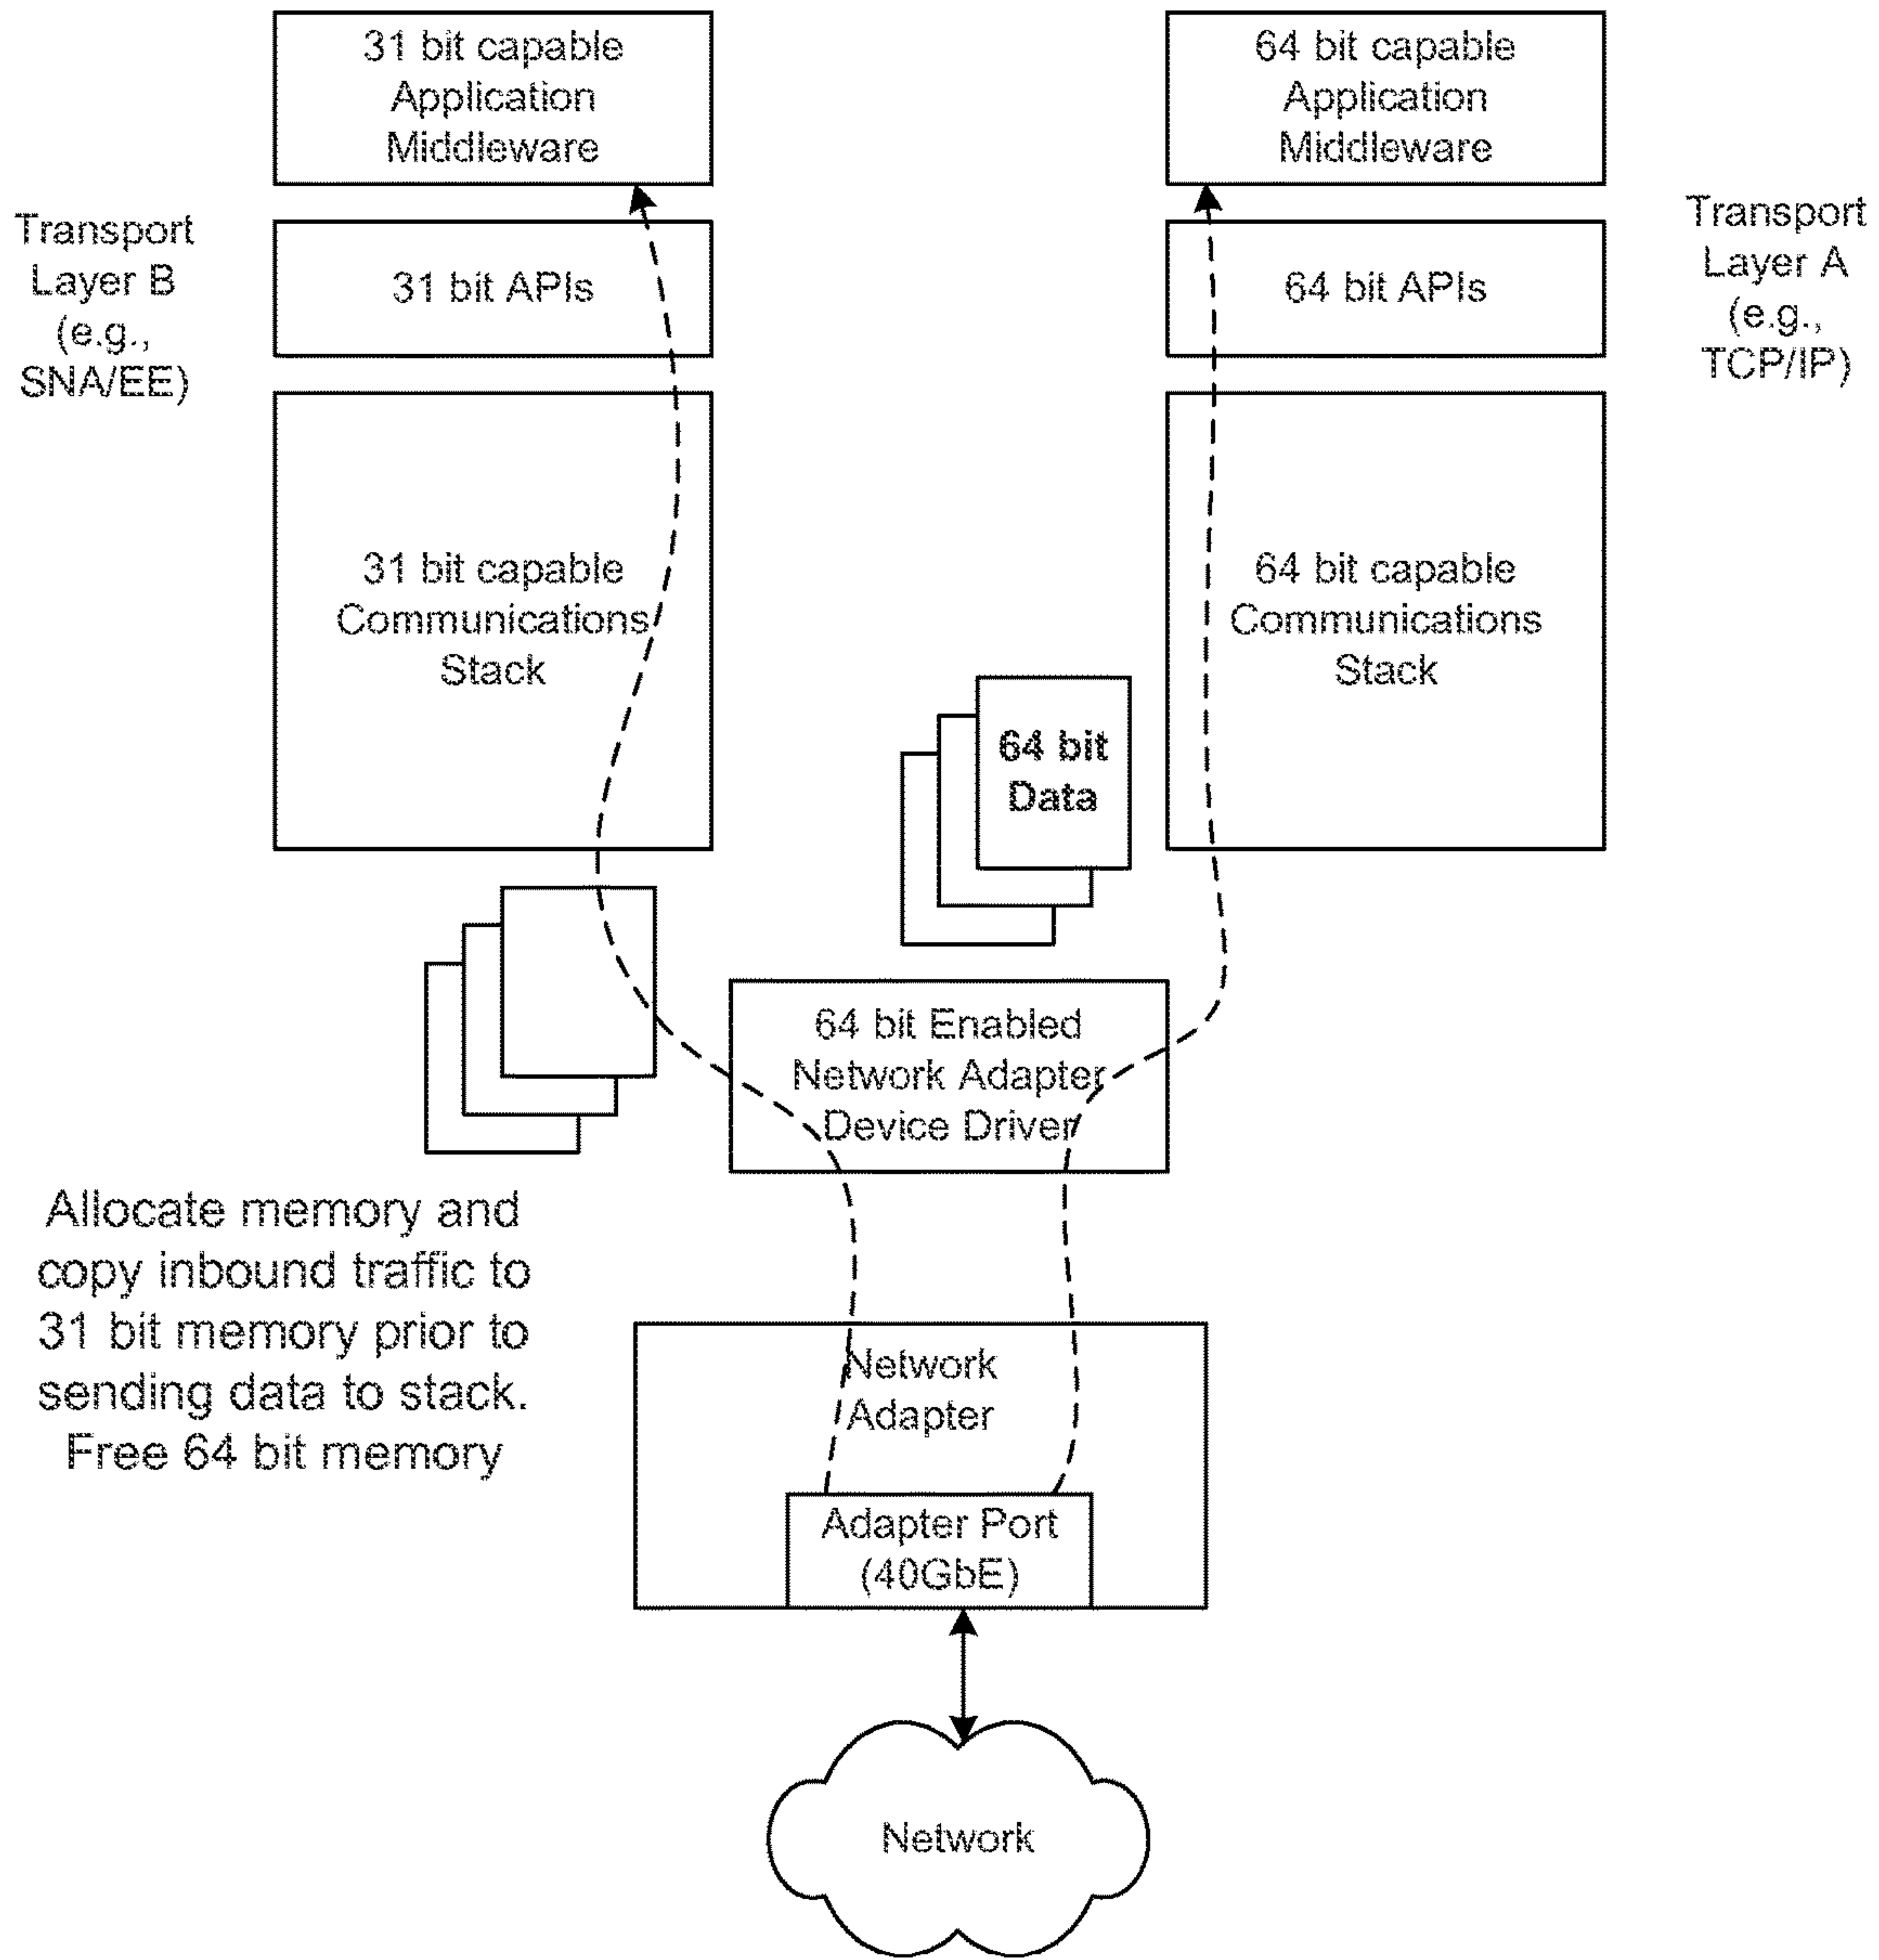 31 bit capable
Application
Middleware
64 bit capable
Application
Middleware
Transport
Layer B
(e.g.,
SNA/EE)
31 bit APIs
64 bit APIs
Transport
Layer A
(e.g.,
TCP/IP)
31 bit capable
Communications
Stack
64 bit capable
Communications
Stack
64 bit
Data
64 bit Enabled
Network Adapter
Device Driver
Allocate memory and
copy inbound traffic to
31 bit memory prior to
sending data to stack.
Free 64 bit memory
Network
Adapter
Adapter Port
(40GbE)
Network